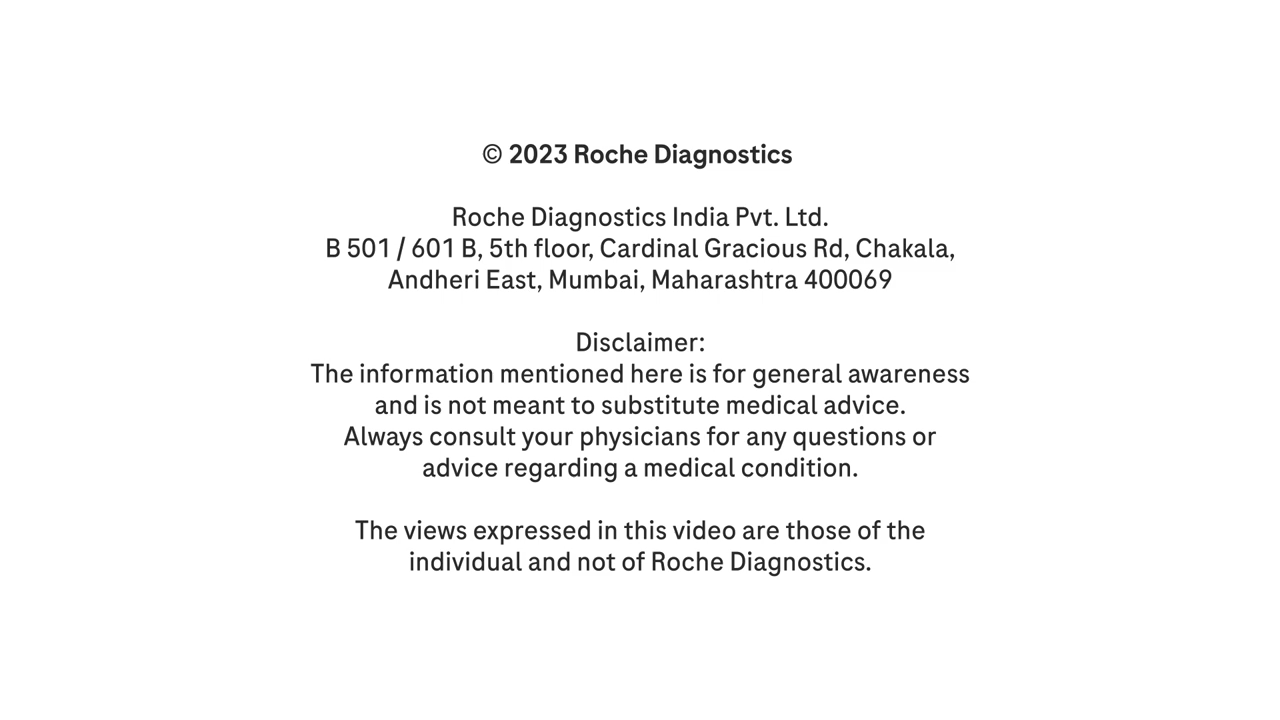 © 2023 Roche Diagnostics
Roche Diagnostics India Pvt. Ltd.
B 501 / 601 B, 5th floor, Cardinal Gracious Rd, Chakala,
Andheri East, Mumbai, Maharashtra 400069
Disclaimer:
The information mentioned here is for general awareness
and is not meant to substitute medical advice.
Always consult your physicians for any questions or
advice regarding a medical condition.
The views expressed in this video are those of the
individual and not of Roche Diagnostics.